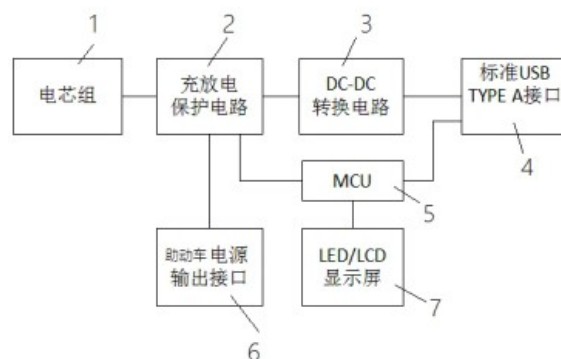 1
2
3
电芯组
充放电
保护电路
DC-DC
转换电路
标准USB
TYPE A接口
4
MCU
5
助动车电源
输出接口
LED/LCD
显示屏
6
7